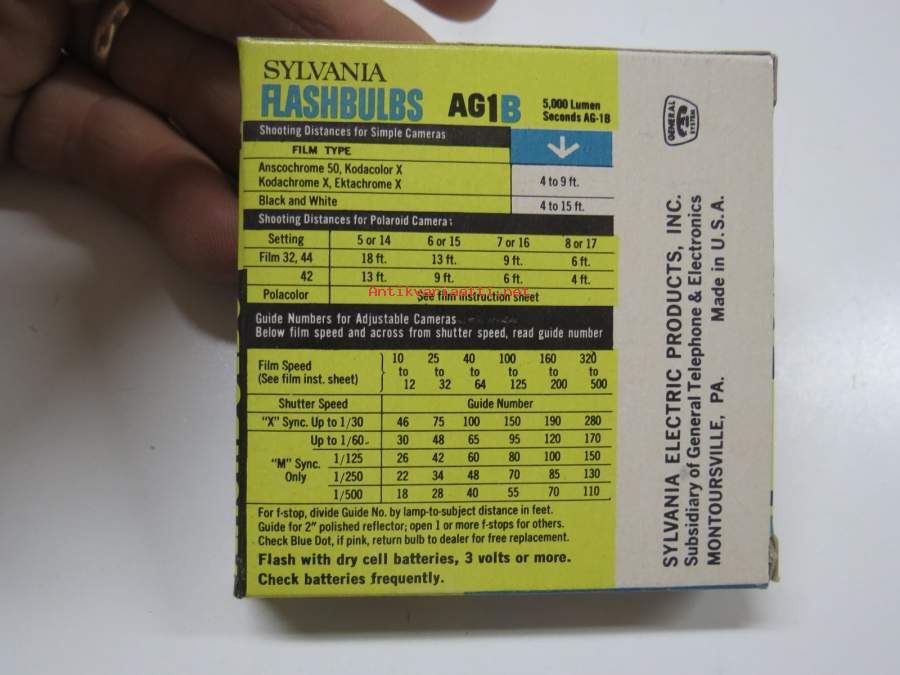 SYLVANIA
FLASHBULBS AG1B 5,000 Lumen
Seconds AG-1B
Shooting Distances for Simple Cameras
FILM TYPE
Anscochrome 50, Kodacolor X
Kodachrome X, Ektachrome X 4 to 9 ft.
Black and White 4 to 15 ft.
Shooting Distances for Polaroid Cameras
Setting 5 or 14 6 or 15 7 or 16 8 or 17
Film 32, 44 18 ft. 13 ft. 9 ft. 6 ft.
42 13 ft. 9 ft. 6 ft. 4 ft.
Antikvariaatti.net
Polacolor See film instruction sheet
Guide Numbers for Adjustable Cameras
Below film speed and across from shutter speed, read guide number
Film Speed
(See film inst. sheet)
10 25 40 100 160 320
to to to to to to
12 32 64 125 200 500
Shutter Speed Guide Number
"X" Sync. Up to 1/30 46 75 100 150 190 280
Up to 1/60 30 48 65 95 120 170
"M" Sync.
Only
1/125 26 42 60 80 100 150
1/250 22 34 48 70 85 130
1/500 18 28 40 55 70 110
For f-stop, divide Guide No. by lamp-to-subject distance in feet.
Guide for 2" polished reflector; open 1 or more f-stops for others.
Check Blue Dot, if pink, return bulb to dealer for free replacement.
Flash with dry cell batteries, 3 volts or more.
Check batteries frequently.
GENERAL
SYSTEM
SYLVANIA ELECTRIC PRODUCTS, INC.
Subsidiary of General Telephone & Electronics
MONTOURSVILLE, PA. Made in U.S.A.